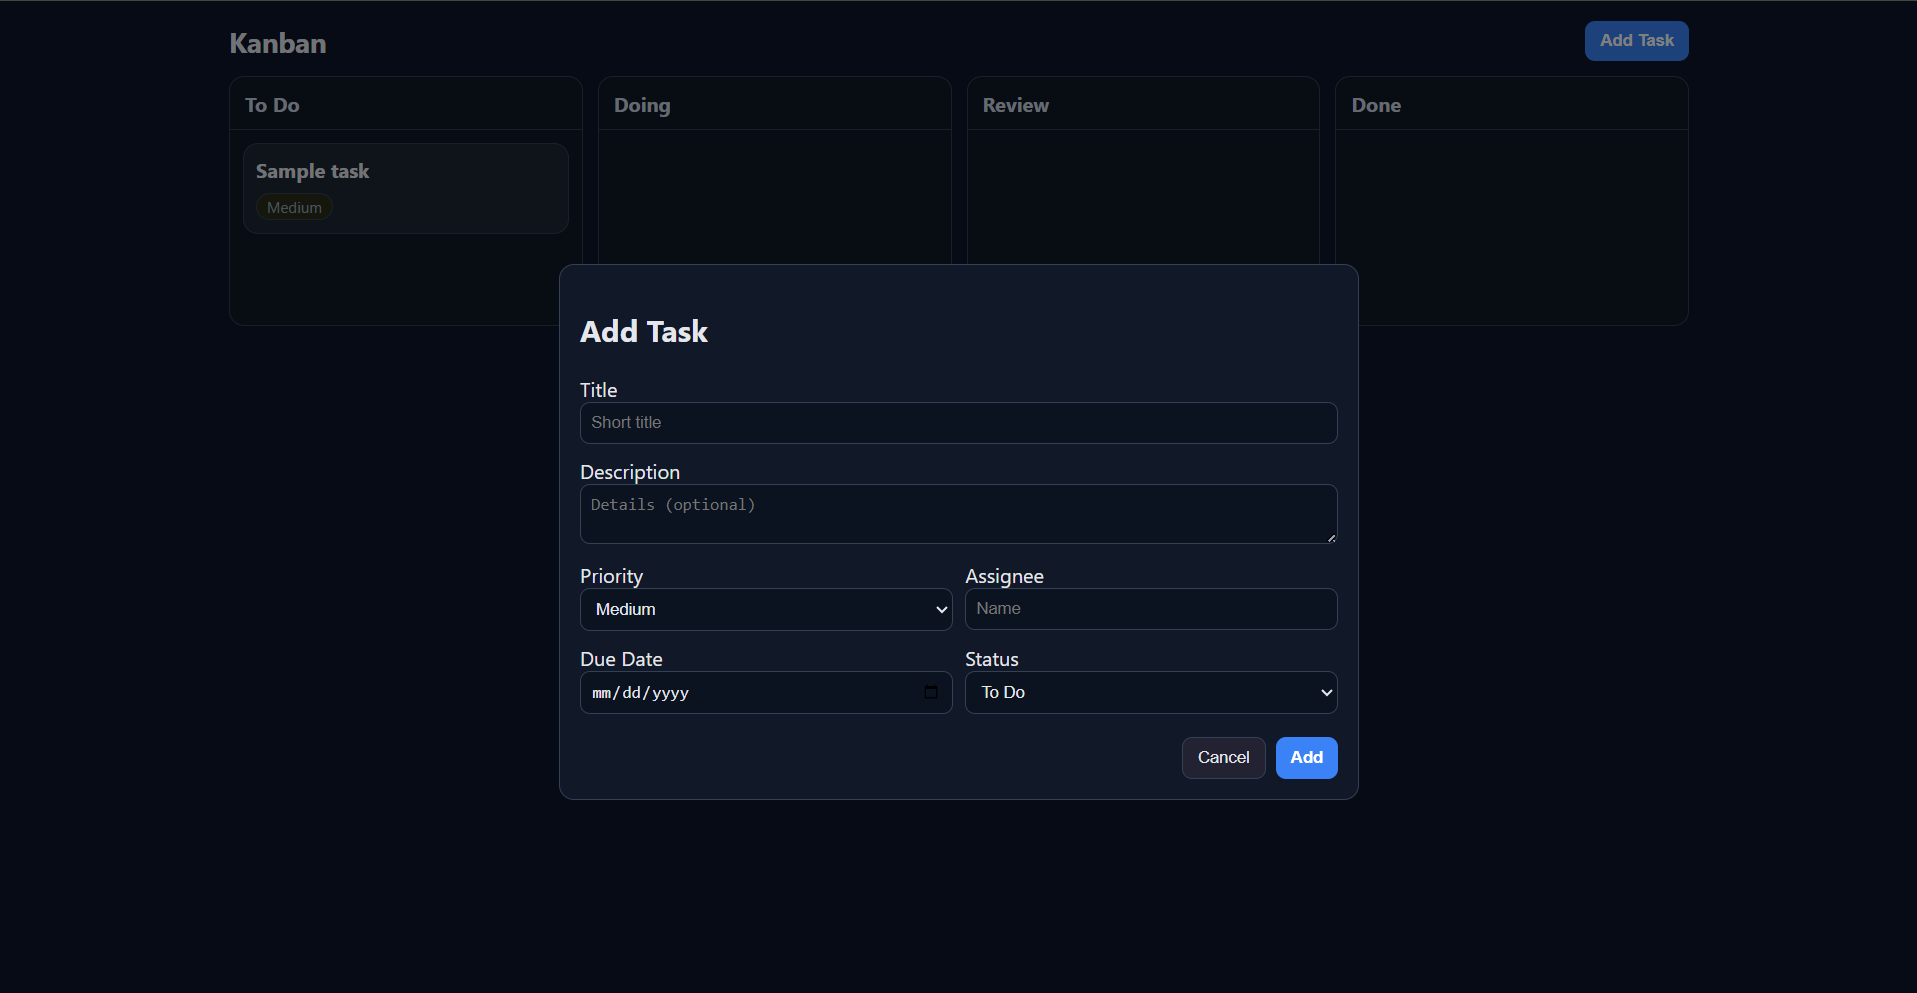 Kanban
Add Task
To Do
Doing
Review
Done
Sample task
Medium
Add Task
Title
Short title
Description
Details (optional)
Priority
Assignee
Medium
Name
Due Date
Status
mm/dd/yyyy
To Do
Cancel
Add